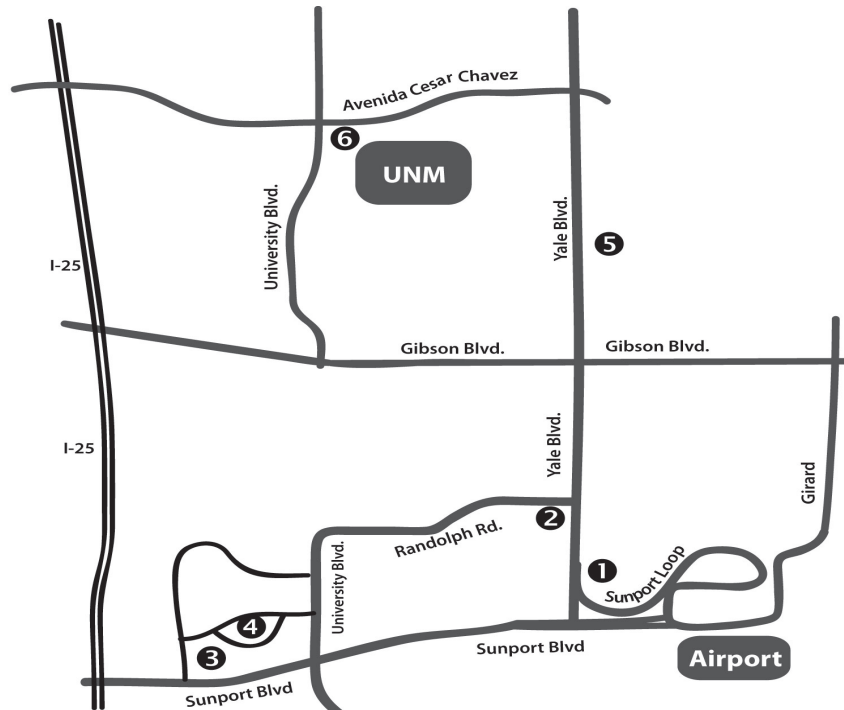 Avenida Cesar Chavez
6
UNM
University Blvd.
Yale Blvd.
5
I-25
Gibson Blvd.
Gibson Blvd.
I-25
Yale Blvd.
Girard
2
Randolph Rd.
1
Sunport Loop
University Blvd.
4
3
Sunport Blvd
Airport
Sunport Blvd